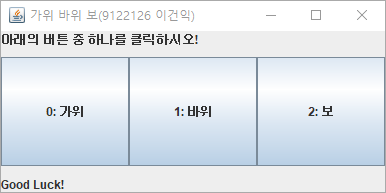 가위 바위 보(9122126 이건익)
아래의 버튼 중 하나를 클릭하시오!
0: 가위
1: 바위
2: 보
Good Luck!